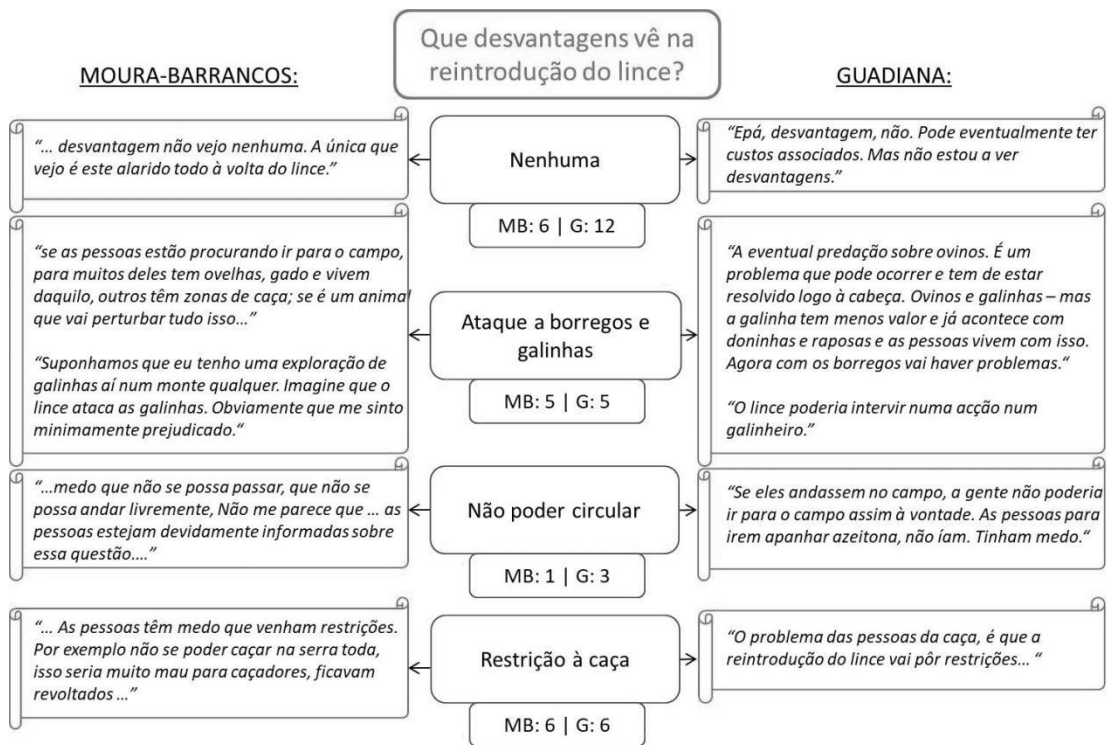 Que desvantagens vê na
reintrodução do lince?
MOURA-BARRANCOS:
GUADIANA:
“... desvantagem não vejo nenhuma. A única que
vejo é este alarido todo à volta do lince.”
Nenhuma
MB: 6 | G: 12
“Epá, desvantagem, não. Pode eventualmente ter
custos associados. Mas não estou a ver
desvantagens.”
“se as pessoas estão procurando ir para o campo,
para muitos deles tem ovelhas, gado e vivem
daquilo, outros têm zonas de caça; se é um animal
que vai perturbar tudo isso...”
“Suponhamos que eu tenho uma exploração de
galinhas aí num monte qualquer. Imagine que o
lince ataca as galinhas. Obviamente que me sinto
minimamente prejudicado.“
Ataque a borregos e
galinhas
MB: 5 | G: 5
“A eventual predação sobre ovinos. É um
problema que pode ocorrer e tem de estar
resolvido logo à cabeça. Ovinos e galinhas – mas
a galinha tem menos valor e já acontece com
doninhas e raposas e as pessoas vivem com isso.
Agora com os borregos vai haver problemas.“
“O lince poderia intervir numa acção num
galinheiro.”
“...medo que não se possa passar, que não se
possa andar livremente, Não me parece que ... as
pessoas estejam devidamente informadas sobre
essa questão....”
Não poder circular
MB: 1 | G: 3
“Se eles andassem no campo, a gente não poderia
ir para o campo assim à vontade. As pessoas para
irem apanhar azeitona, não íam. Tinham medo.“
“... As pessoas têm medo que venham restrições.
Por exemplo não se poder caçar na serra toda,
isso seria muito mau para caçadores, ficavam
revoltados ...”
Restrição à caça
MB: 6 | G: 6
“O problema das pessoas da caça, é que a
reintrodução do lince vai pôr restrições... “